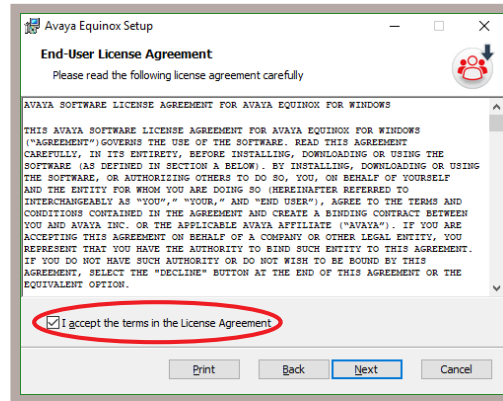 Avaya Equinox Setup
End-User License Agreement
Please read the following license agreement carefully
AVAYA SOFTWARE LICENSE AGREEMENT FOR AVAYA EQUINOX FOR WINDOWS
THIS AVAYA SOFTWARE LICENSE AGREEMENT FOR AVAYA EQUINOX FOR WINDOWS
("AGREEMENT")GOVERNS THE USE OF THE SOFTWARE. READ THIS AGREEMENT
CAREFULLY, IN ITS ENTIRETY, BEFORE INSTALLING, DOWNLOADING OR USING THE
SOFTWARE (AS DEFINED IN SECTION A BELOW). BY INSTALLING, DOWNLOADING OR USING
THE SOFTWARE, OR AUTHORIZING OTHERS TO DO SO, YOU, ON BEHALF OF YOURSELF
AND THE ENTITY FOR WHOM YOU ARE DOING SO (HEREINAFTER REFERRED TO
INTERCHANGEABLY AS "YOU," "YOUR," AND "END USER"), AGREE TO THE TERMS AND
CONDITIONS CONTAINED IN THE AGREEMENT AND CREATE A BINDING CONTRACT BETWEEN
YOU AND AVAYA INC. OR THE APPLICABLE AVAYA AFFILIATE ("AVAYA"). IF YOU ARE
ACCEPTING THIS AGREEMENT ON BEHALF OF A COMPANY OR OTHER LEGAL ENTITY, YOU
REPRESENT THAT YOU HAVE THE AUTHORITY TO BIND SUCH ENTITY TO THIS AGREEMENT.
IF YOU DO NOT HAVE SUCH AUTHORITY OR DO NOT WISH TO BE BOUND BY THIS
AGREEMENT, SELECT THE "DECLINE" BUTTON AT THE END OF THIS AGREEMENT OR THE
EQUIVALENT OPTION.
I accept the terms in the License Agreement
Print Back Next Cancel